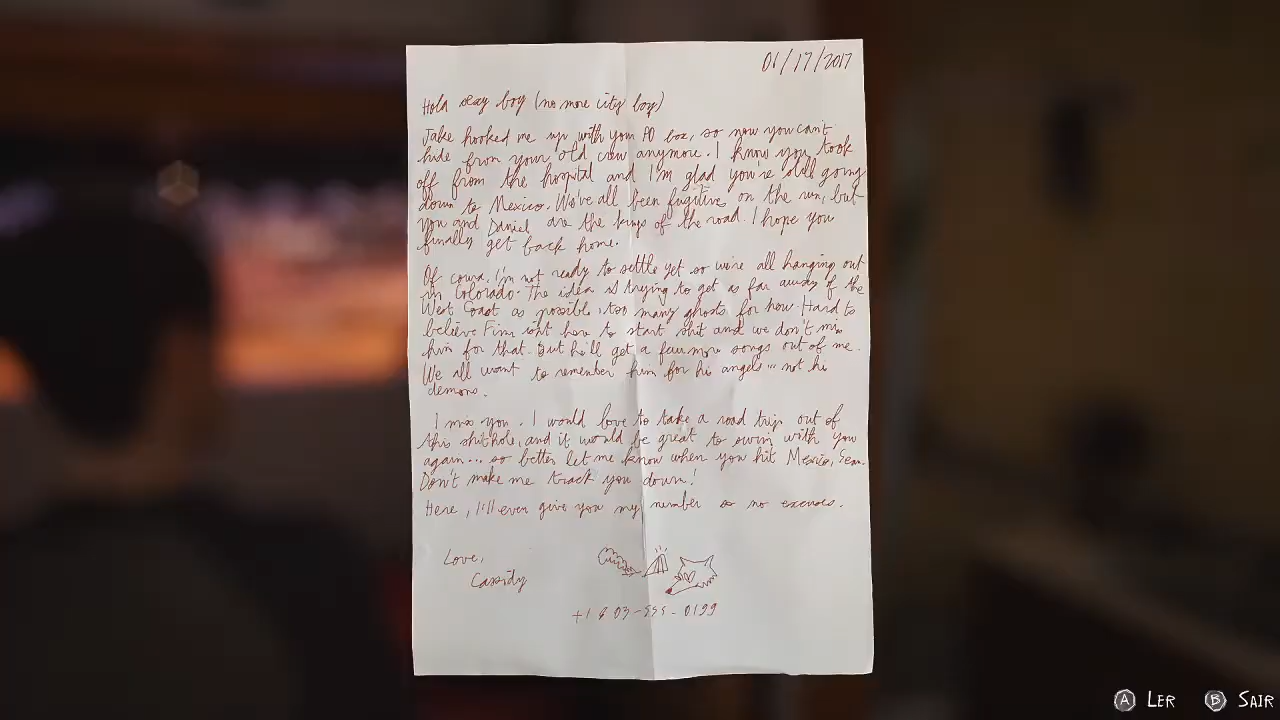 06/17/2017
Hola sexy boy (no more city boy)
Jake hooked me up with your PO box, so now you can't
hide from your old crew anymore. I know you took
off from the hospital and I'm glad you're still going
down to Mexico. We've all been fugitive on the run, but
you and Daniel are the kings of the road. I hope you
finally get back home.
Of course, I'm not ready to settle yet so we're all hanging out
in Colorado. The idea is trying to get as far away of the
West Coast as possible, too many ghosts for now. Hard to
believe Finn isn't here to start shit and we don't miss
him for that. But he'll get a few more songs out of me.
We all want to remember him for his angels... not his
demons.
I miss you. I would love to take a road trip out of
this shithole, and it would be great to swim with you
again... so better let me know when you hit Mexico, Sean.
Don't make me track you down!
Here, I'll even give you my number so no excuses.
Love,
Cassidy
+1 603-555-0199
A LER B SAIR